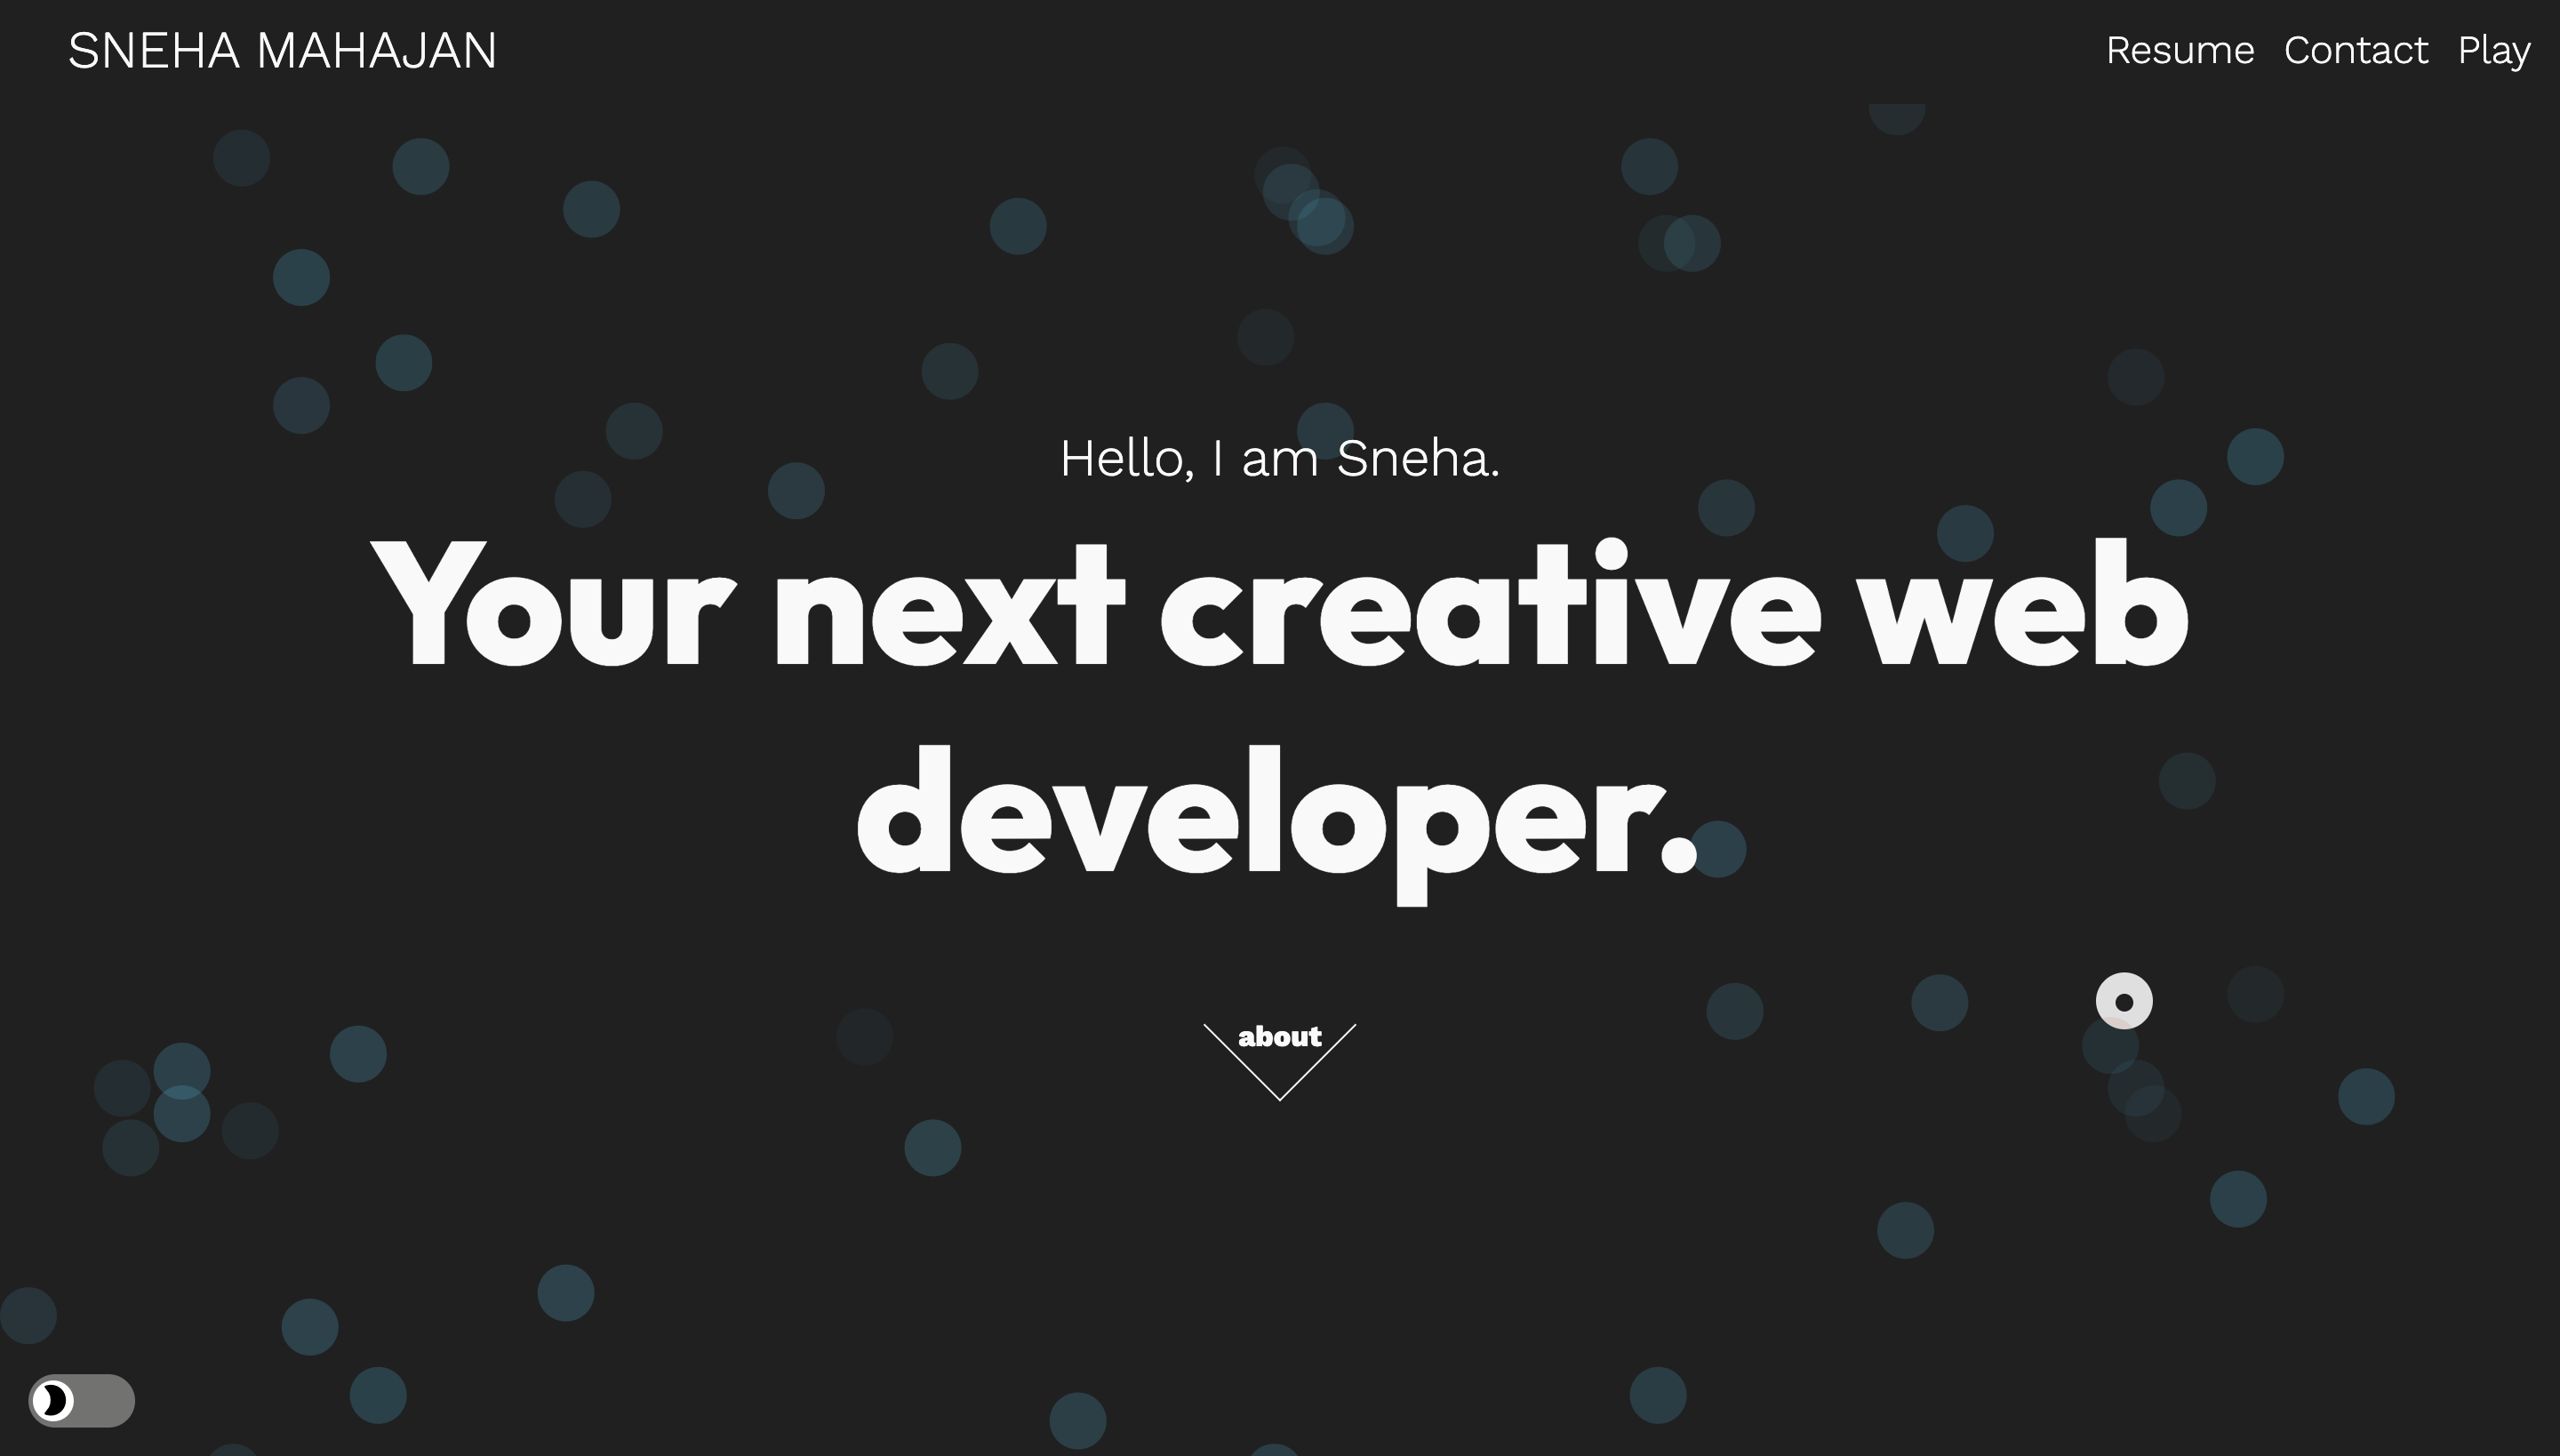 SNEHA MAHAJAN
Resume Contact Play
Hello, I am Sneha.
Your next creative web
developer.
about